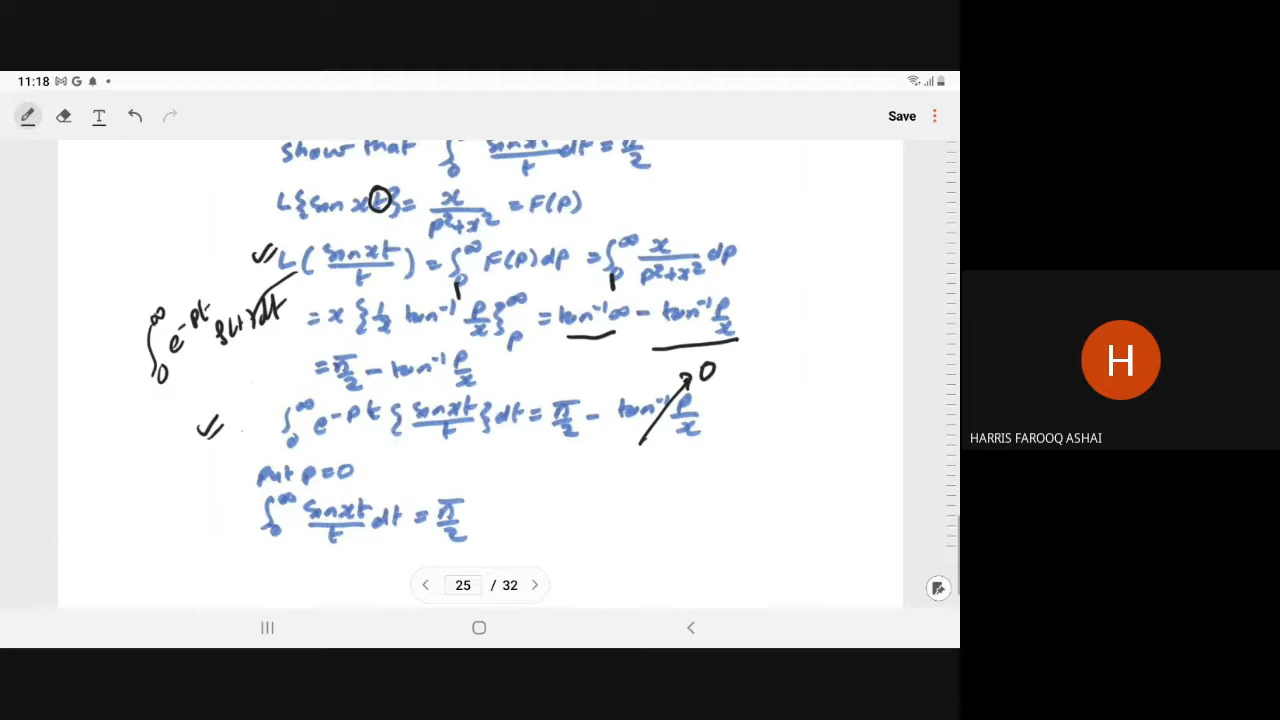 11:18
Save
show that ∫₀ sin xt/t dt = π/2
L{sin xt} = x/(p²+x²) = F(p)
L(sin xt/t) = ∫ₚ^∞ F(p) dp = ∫ₚ^∞ x/(p²+x²) dp
= x {1/x tan⁻¹ p/x}ₚ^∞ = tan⁻¹∞ - tan⁻¹ p/x
∫₀^∞ e^(-pt) f(t) dt
= π/2 - tan⁻¹ p/x
0
∫₀^∞ e^(-pt) {sin xt/t} dt = π/2 - tan⁻¹ p/x
put p=0
∫₀^∞ sin xt/t dt = π/2
25 / 32
H
HARRIS FAROOQ ASHAI